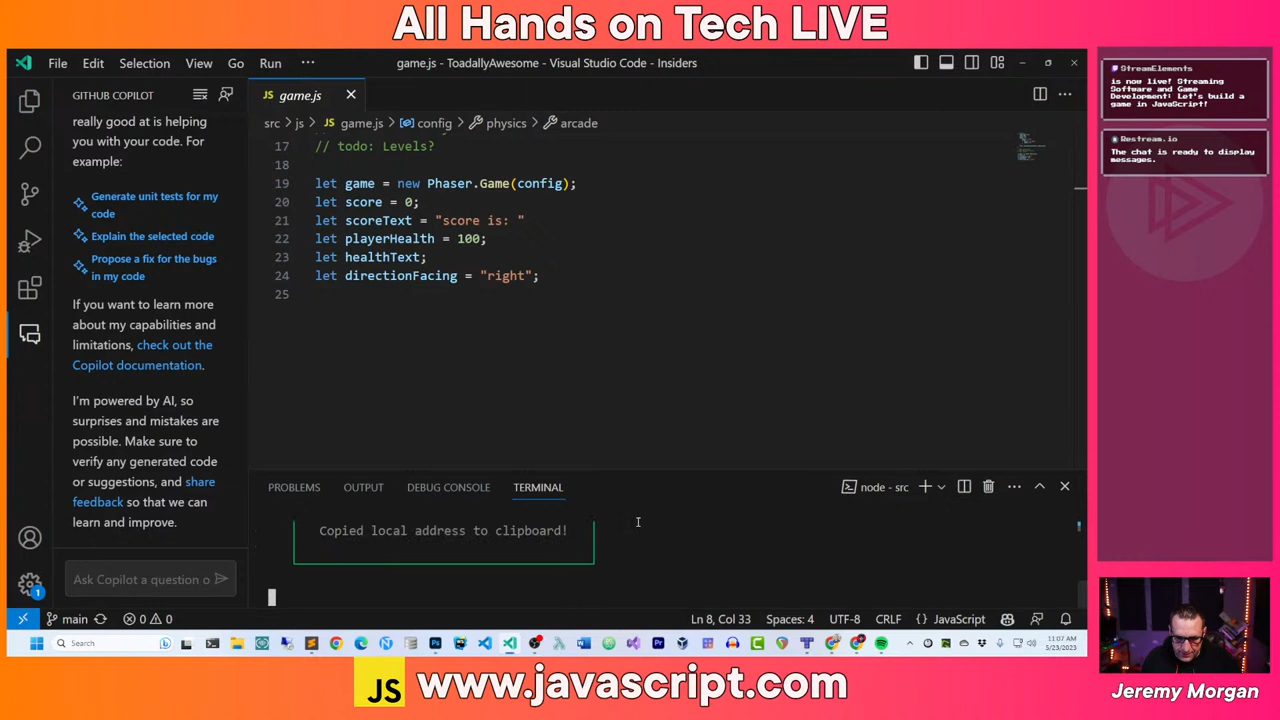 All Hands on Tech LIVE
File Edit Selection View Go Run ···
game.js - ToadallyAwesome - Visual Studio Code - Insiders
GITHUB COPILOT
really good at is helping
you with your code. For
example:
Generate unit tests for my
code
Explain the selected code
Propose a fix for the bugs
in my code
If you want to learn more
about my capabilities and
limitations, check out the
Copilot documentation.
I'm powered by AI, so
surprises and mistakes are
possible. Make sure to
verify any generated code
or suggestions, and share
feedback so that we can
learn and improve.
Ask Copilot a question o
JS game.js
src > js > JS game.js > config > physics > arcade
17 // todo: Levels?
18
19 let game = new Phaser.Game(config);
20 let score = 0;
21 let scoreText = "score is: "
22 let playerHealth = 100;
23 let healthText;
24 let directionFacing = "right";
25
PROBLEMS OUTPUT DEBUG CONSOLE TERMINAL
node - src
Copied local address to clipboard!
1
main 0 0 Ln 8, Col 33 Spaces: 4 UTF-8 CRLF {} JavaScript
Search
11:07 AM
5/23/2023
StreamElements
is now live! Streaming
Software and Game
Development: Let's build a
game in JavaScript!
Restream.io
The chat is ready to display
messages.
JS www.javascript.com
Jeremy Morgan